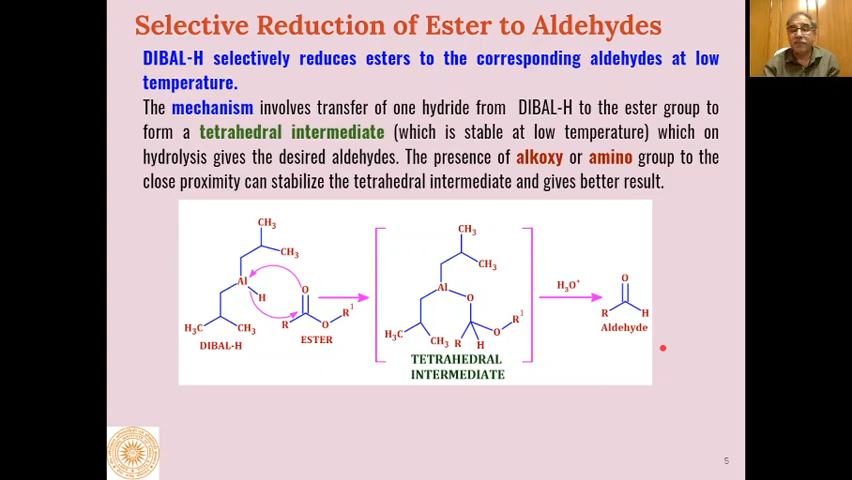 Selective Reduction of Ester to Aldehydes
DIBAL-H selectively reduces esters to the corresponding aldehydes at low
temperature.
The mechanism involves transfer of one hydride from DIBAL-H to the ester group to
form a tetrahedral intermediate (which is stable at low temperature) which on
hydrolysis gives the desired aldehydes. The presence of alkoxy or amino group to the
close proximity can stabilize the tetrahedral intermediate and gives better result.
CH₃
CH₃
Al
H
H₃C
CH₃
DIBAL-H
O
R
O
R¹
ESTER
CH₃
CH₃
Al
O
H₃C
CH₃
R
H
O
R¹
TETRAHEDRAL
INTERMEDIATE
H₃O⁺
O
R
H
Aldehyde
5